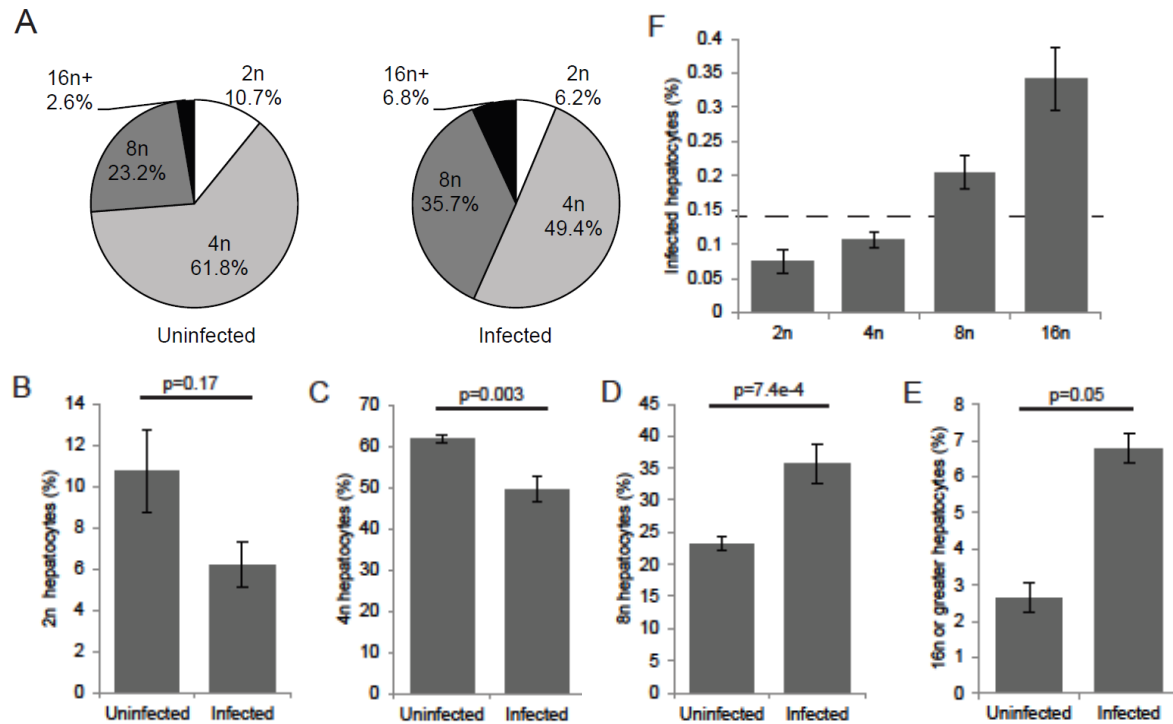 A
16n+
2.6%
2n
10.7%
8n
23.2%
4n
61.8%
Uninfected
16n+
6.8%
2n
6.2%
8n
35.7%
4n
49.4%
Infected
F
Infected hepatocytes (%)
0.4
0.35
0.3
0.25
0.2
0.15
0.1
0.05
0
2n 4n 8n 16n
B
p=0.17
2n hepatocytes (%)
14
12
10
8
6
4
2
0
Uninfected Infected
C
p=0.003
4n hepatocytes (%)
70
60
50
40
30
20
10
0
Uninfected Infected
D
p=7.4e-4
8n hepatocytes (%)
45
40
35
30
25
20
15
10
5
0
Uninfected Infected
E
p=0.05
16n or greater hepatocytes (%)
8
7
6
5
4
3
2
1
0
Uninfected Infected